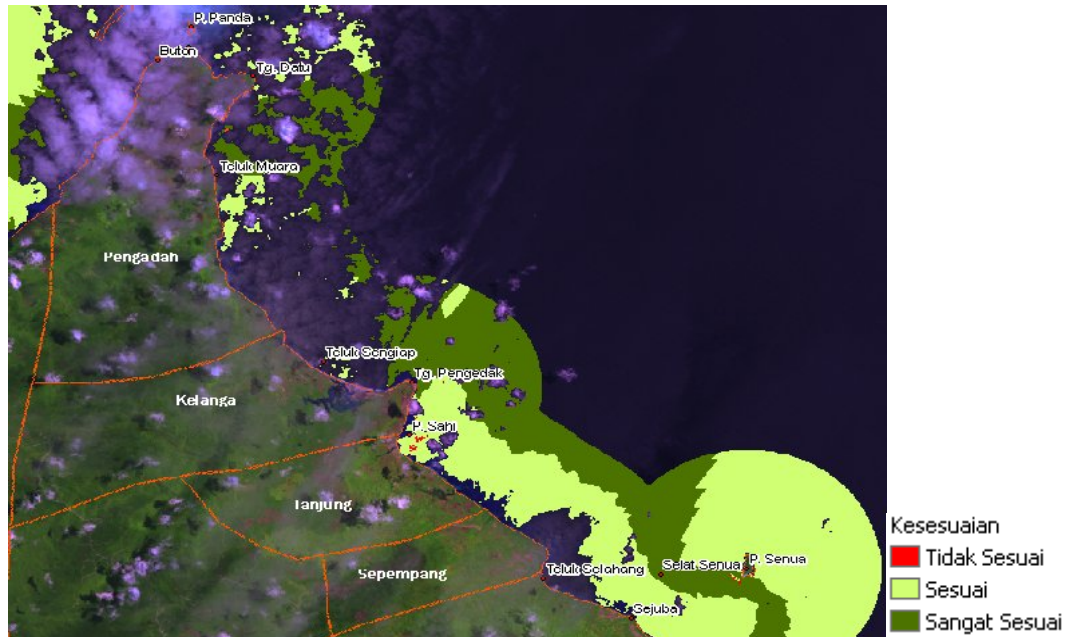 P. Panda
Buton
Tg. Datu
Teluk Muara
Pengadah
Teluk Sengiap
Tg. Pengedak
Kelanga
P. Sahi
Tanjung
Kesesuaian
Tidak Sesuai
Selat Senua
P. Senua
Sepempang
Teluk Selahang
Sesuai
Sejuba
Sangat Sesuai